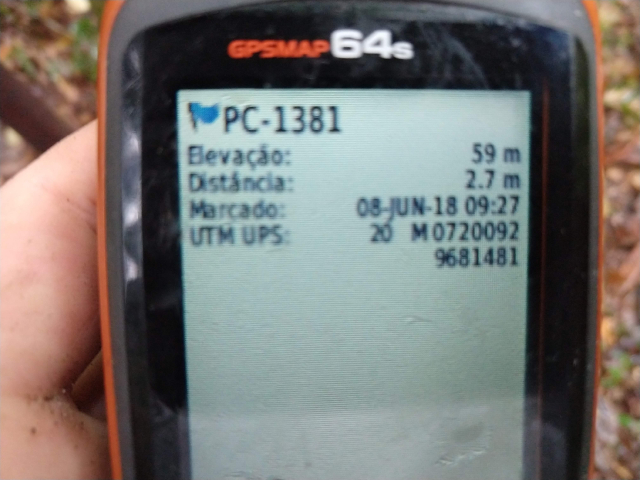 GPSMAP 64s
PC-1381
Elevação: 59 m
Distância: 2.7 m
Marcado: 08-JUN-18 09:27
UTM UPS: 20 M 0720092
9681481